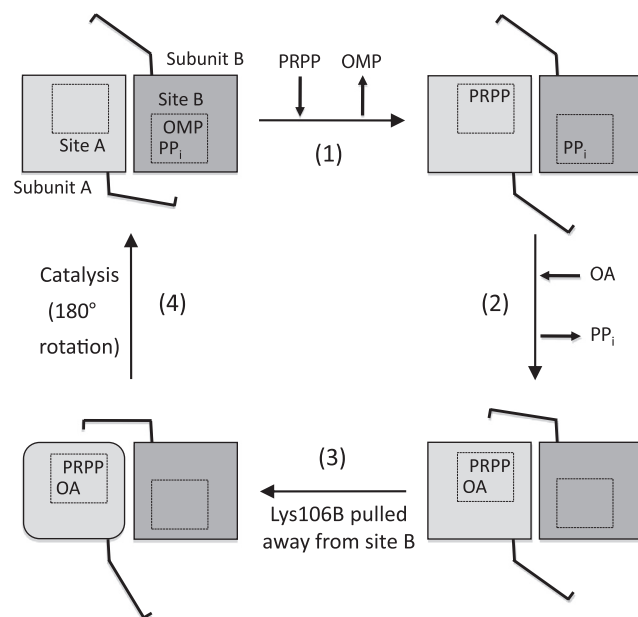 Subunit B
PRPP OMP
Site B
OMP
PPi
Site A
Subunit A
(1)
PRPP
PPi
Catalysis
(180°
rotation)
(4)
(2)
OA
PPi
PRPP
OA
(3)
Lys106B pulled
away from site B
PRPP
OA